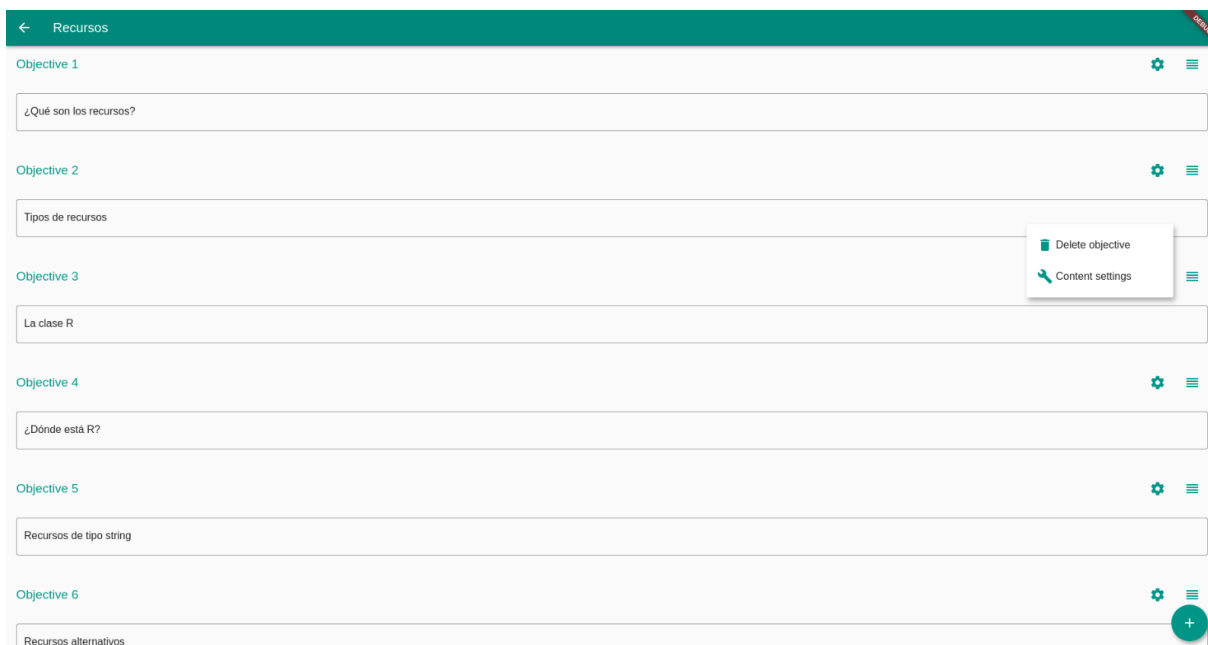 Recursos
Objective 1
¿Qué son los recursos?
Objective 2
Tipos de recursos
Delete objective
Objective 3
Content settings
La clase R
Objective 4
¿Dónde está R?
Objective 5
Recursos de tipo string
Objective 6
Recursos alternativos